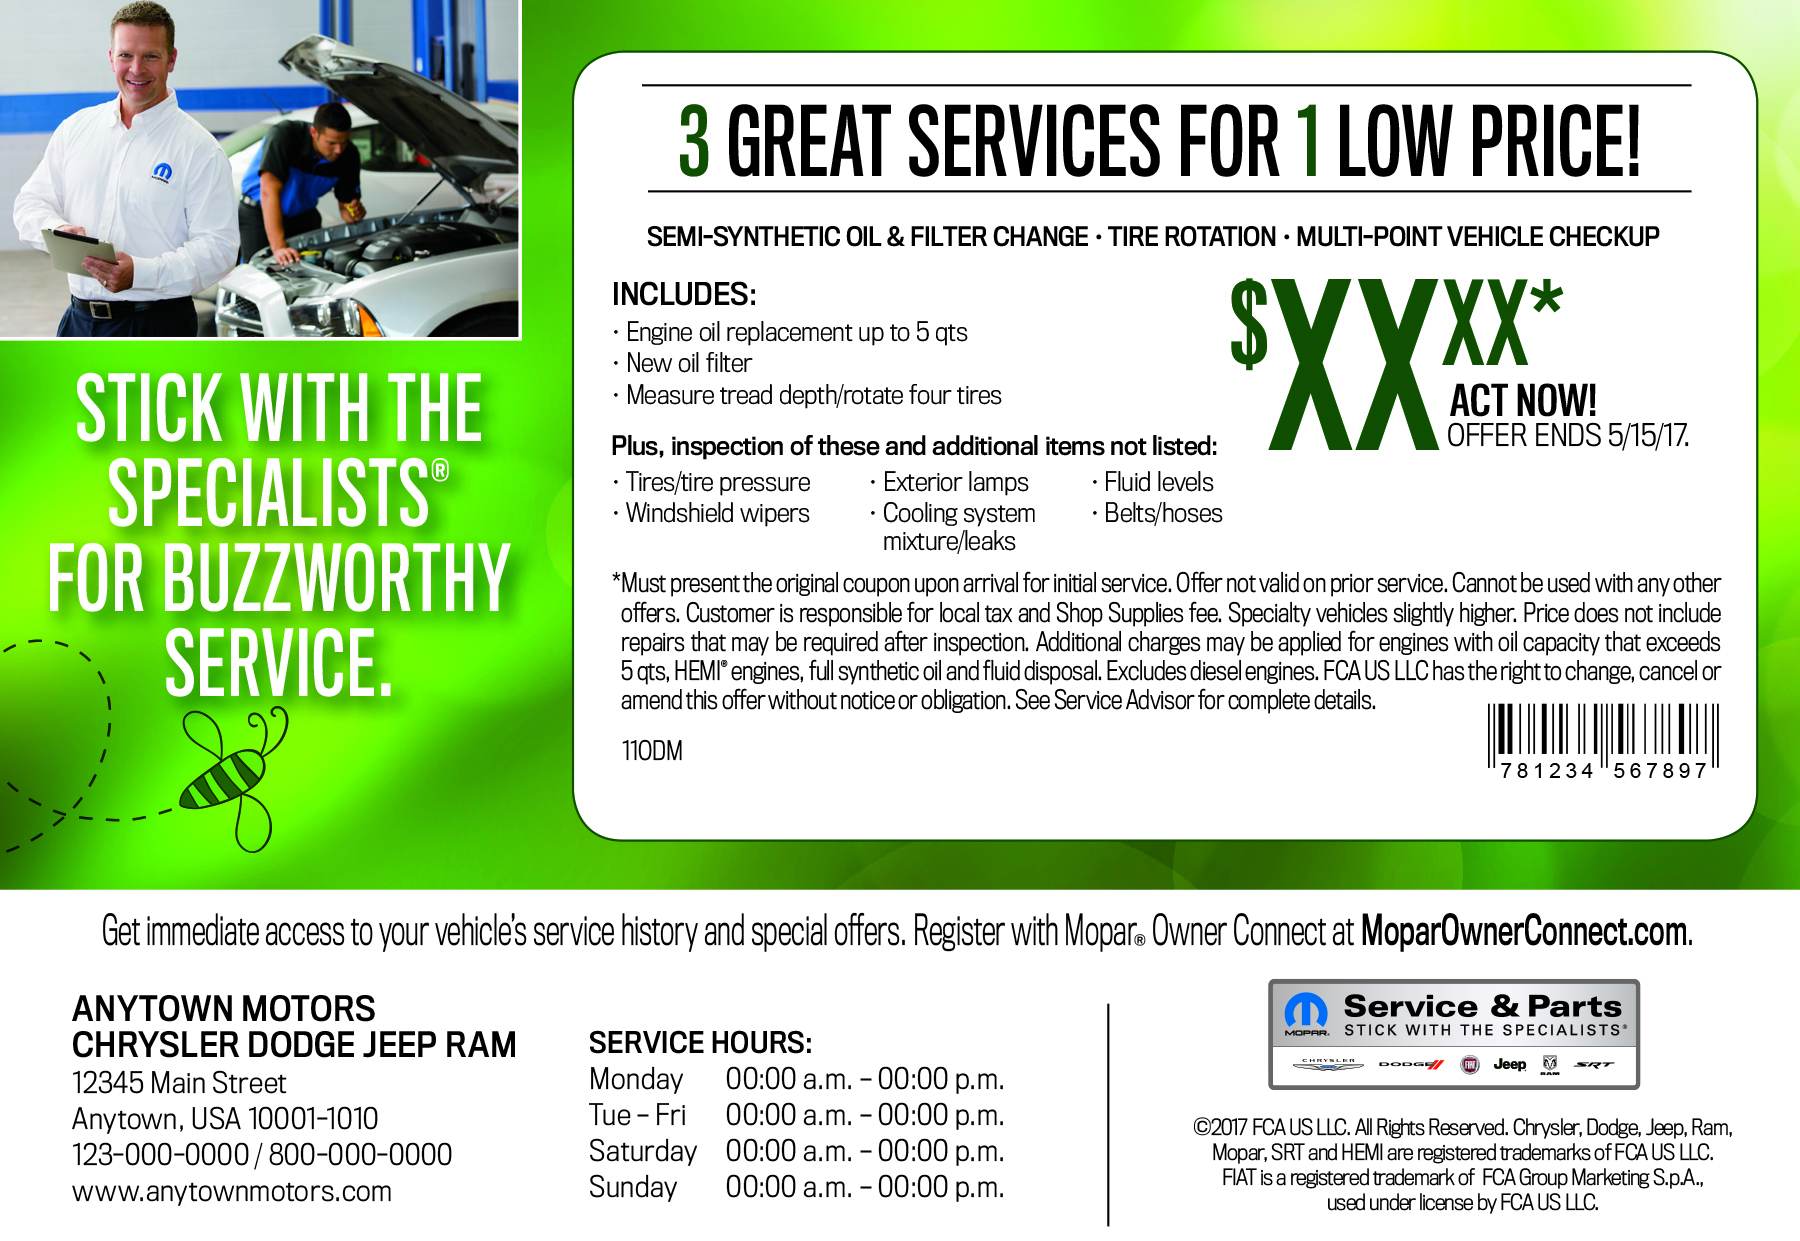 STICK WITH THE
SPECIALISTS®
FOR BUZZWORTHY
SERVICE.
3 GREAT SERVICES FOR 1 LOW PRICE!
SEMI-SYNTHETIC OIL & FILTER CHANGE · TIRE ROTATION · MULTI-POINT VEHICLE CHECKUP
INCLUDES:
· Engine oil replacement up to 5 qts
· New oil filter
· Measure tread depth/rotate four tires
$XXXX*
ACT NOW!
OFFER ENDS 5/15/17.
Plus, inspection of these and additional items not listed:
· Tires/tire pressure
· Windshield wipers
· Exterior lamps
· Cooling system
mixture/leaks
· Fluid levels
· Belts/hoses
*Must present the original coupon upon arrival for initial service. Offer not valid on prior service. Cannot be used with any other
offers. Customer is responsible for local tax and Shop Supplies fee. Specialty vehicles slightly higher. Price does not include
repairs that may be required after inspection. Additional charges may be applied for engines with oil capacity that exceeds
5 qts, HEMI® engines, full synthetic oil and fluid disposal. Excludes diesel engines. FCA US LLC has the right to change, cancel or
amend this offer without notice or obligation. See Service Advisor for complete details.
110DM
781234 567897
Get immediate access to your vehicle's service history and special offers. Register with Mopar® Owner Connect at MoparOwnerConnect.com.
ANYTOWN MOTORS
CHRYSLER DODGE JEEP RAM
12345 Main Street
Anytown, USA 10001-1010
123-000-0000 / 800-000-0000
www.anytownmotors.com
SERVICE HOURS:
Monday 00:00 a.m. – 00:00 p.m.
Tue – Fri 00:00 a.m. – 00:00 p.m.
Saturday 00:00 a.m. – 00:00 p.m.
Sunday 00:00 a.m. – 00:00 p.m.
MOPAR.
Service & Parts
STICK WITH THE SPECIALISTS®
CHRYSLER DODGE FIAT Jeep RAM SRT
©2017 FCA US LLC. All Rights Reserved. Chrysler, Dodge, Jeep, Ram,
Mopar, SRT and HEMI are registered trademarks of FCA US LLC.
FIAT is a registered trademark of FCA Group Marketing S.p.A.,
used under license by FCA US LLC.